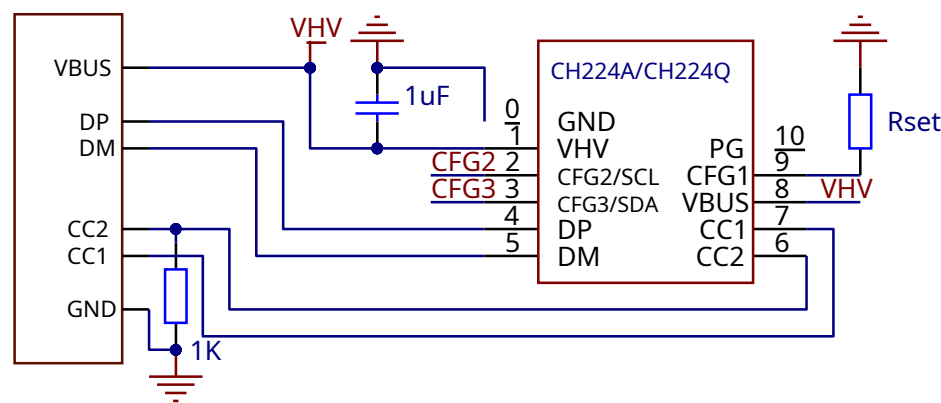 VHV
VBUS
CH224A/CH224Q
1uF
0
GND
Rset
DP
1
VHV
PG
10
DM
CFG2
2
CFG2/SCL
CFG1
9
CFG3
3
CFG3/SDA
VBUS
8
VHV
4
DP
CC1
7
CC2
5
DM
CC2
6
CC1
GND
1K